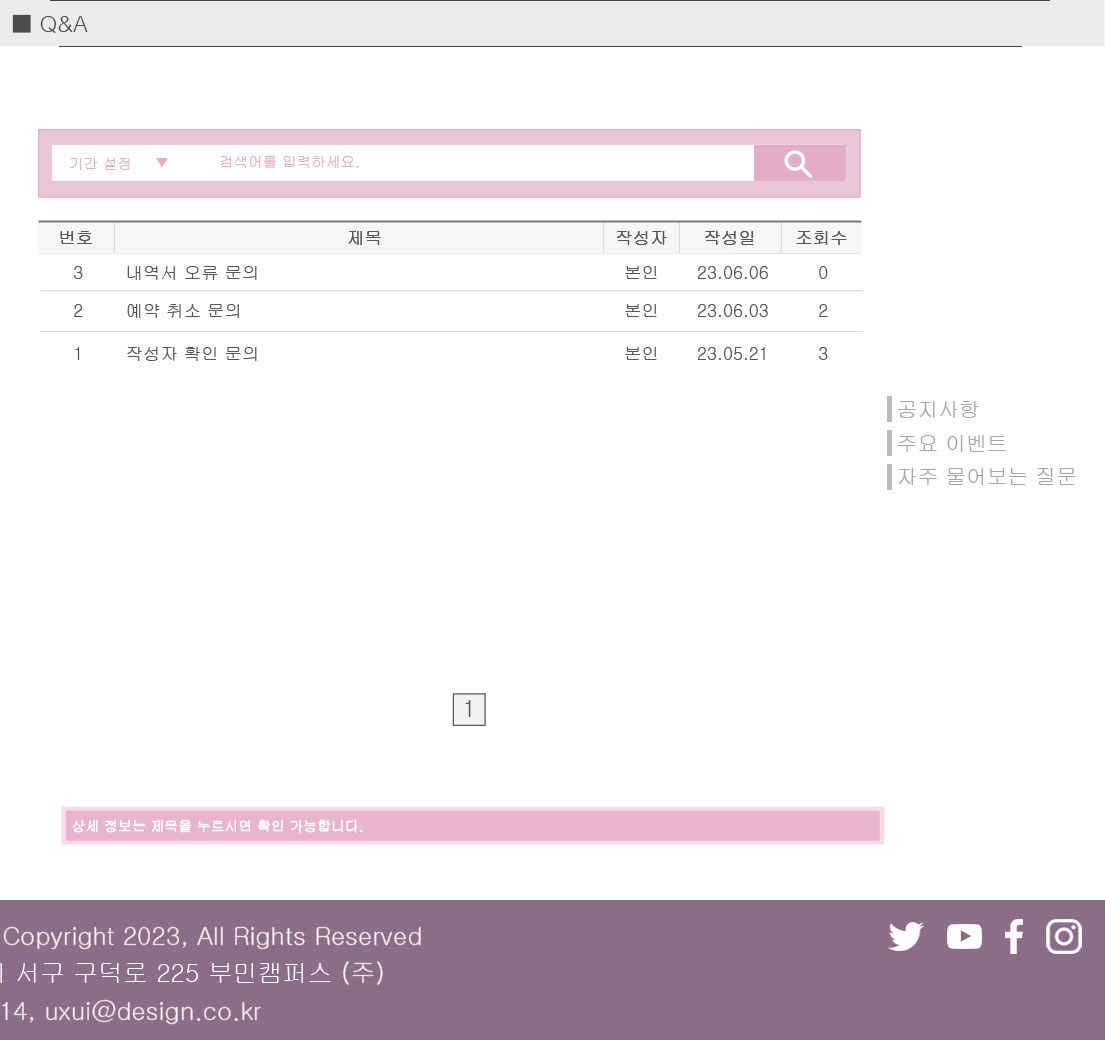 ■ Q&A
기간 설정 ▼ 검색어를 입력하세요.
번호 제목 작성자 작성일 조회수
3 내역서 오류 문의 본인 23.06.06 0
2 예약 취소 문의 본인 23.06.03 2
1 작성자 확인 문의 본인 23.05.21 3
공지사항
주요 이벤트
자주 물어보는 질문
1
상세 정보는 제목을 누르시면 확인 가능합니다.
Copyright 2023, All Rights Reserved
서구 구덕로 225 부민캠퍼스 (주)
14, uxui@design.co.kr